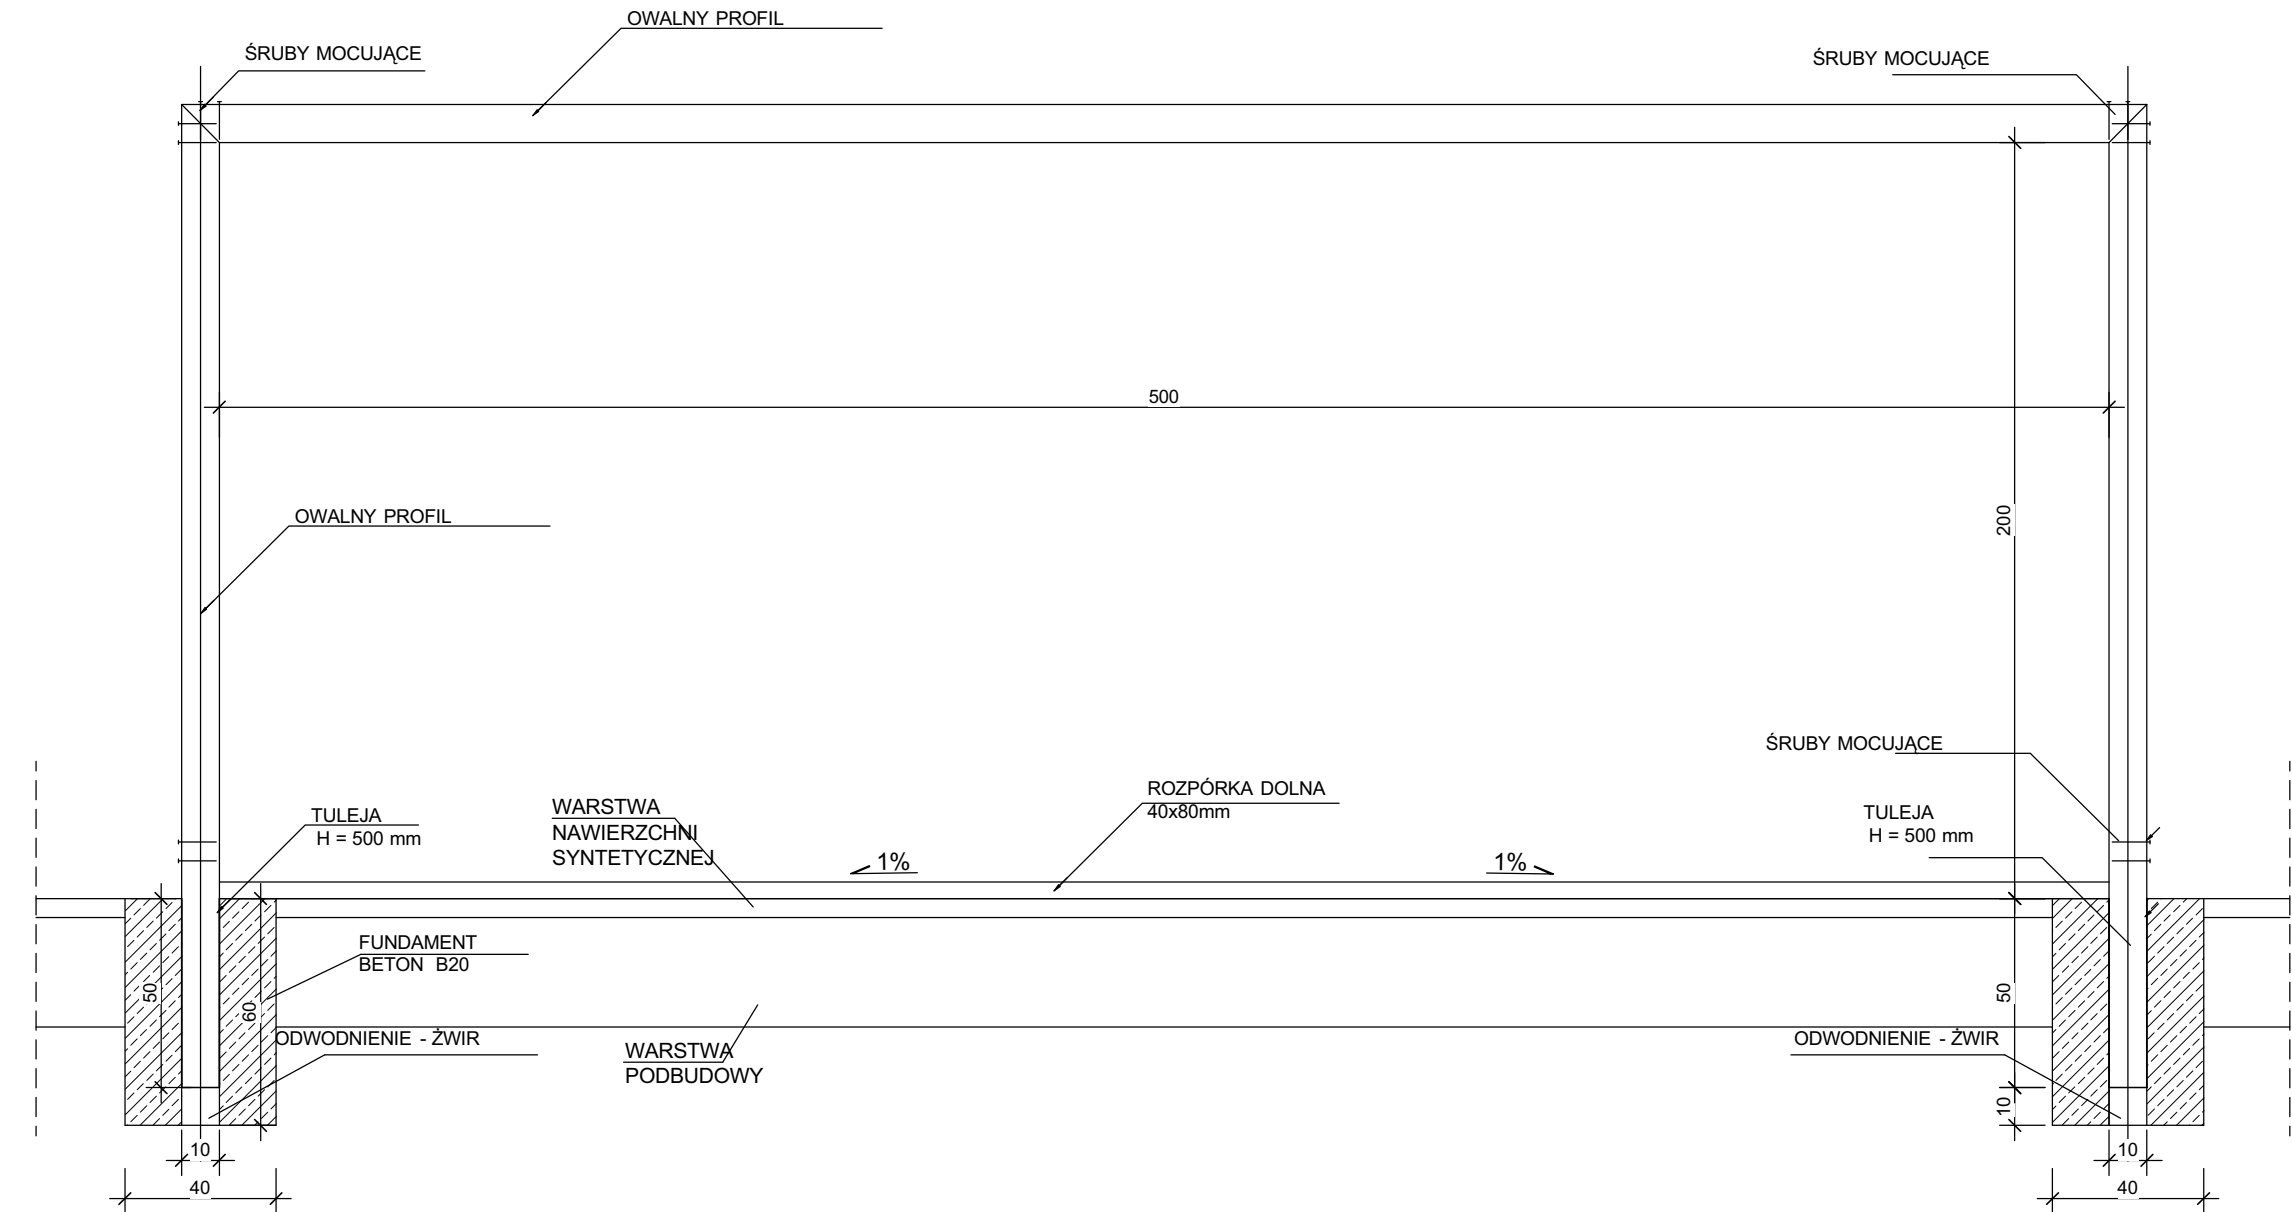 OWALNY PROFIL
ŚRUBY MOCUJĄCE
ŚRUBY MOCUJĄCE
500
OWALNY PROFIL
200
ŚRUBY MOCUJĄCE
ROZPÓRKA DOLNA
40x80mm
WARSTWA
NAWIERZCHNI
SYNTETYCZNEJ
TULEJA
H = 500 mm
TULEJA
H = 500 mm
1%
1%
FUNDAMENT
BETON B20
50
60
50
ODWODNIENIE - ŻWIR
WARSTWA
PODBUDOWY
ODWODNIENIE - ŻWIR
10
10
10
40
40